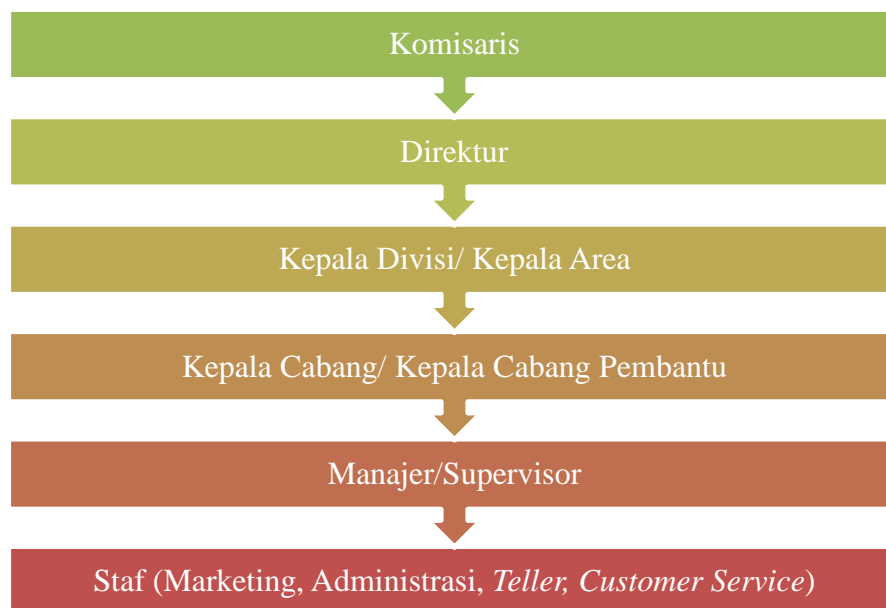 Komisaris
Direktur
Kepala Divisi/ Kepala Area
Kepala Cabang/ Kepala Cabang Pembantu
Manajer/Supervisor
Staf (Marketing, Administrasi, Teller, Customer Service)